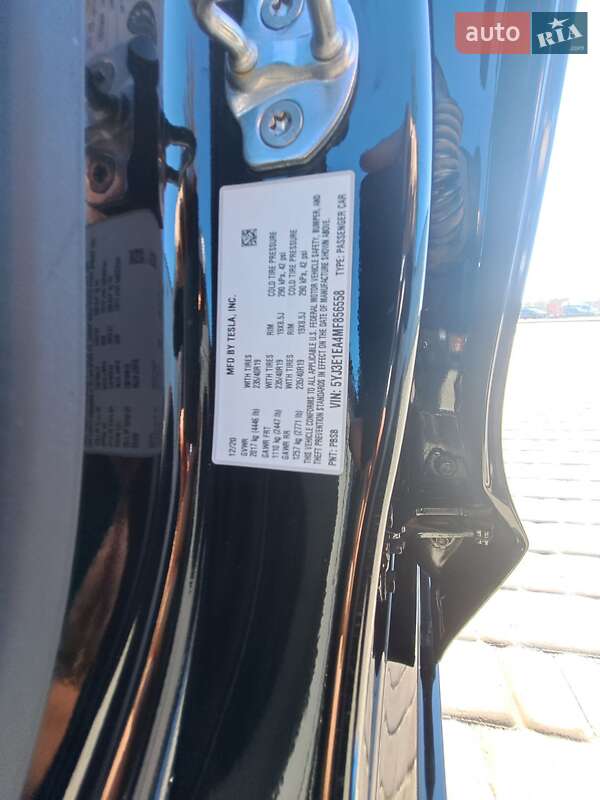 auto RIA .com
MFD BY TESLA, INC.
12/20
GVWR
2017 kg (4446 lb)
GAWR FRT WITH TIRES RIM COLD TIRE PRESSURE
1110 kg (2447 lb) 235/40R19 19X8.5J 290 kPa, 42 psi
GAWR RR WITH TIRES RIM COLD TIRE PRESSURE
1257 kg (2771 lb) 235/40R19 19X8.5J 290 kPa, 42 psi
THIS VEHICLE CONFORMS TO ALL APPLICABLE U.S. FEDERAL MOTOR VEHICLE SAFETY, BUMPER, AND
THEFT PREVENTION STANDARDS IN EFFECT ON THE DATE OF MANUFACTURE SHOWN ABOVE.
PNT: PBSB VIN: 5YJ3E1EA4MF856558 TYPE: PASSENGER CAR